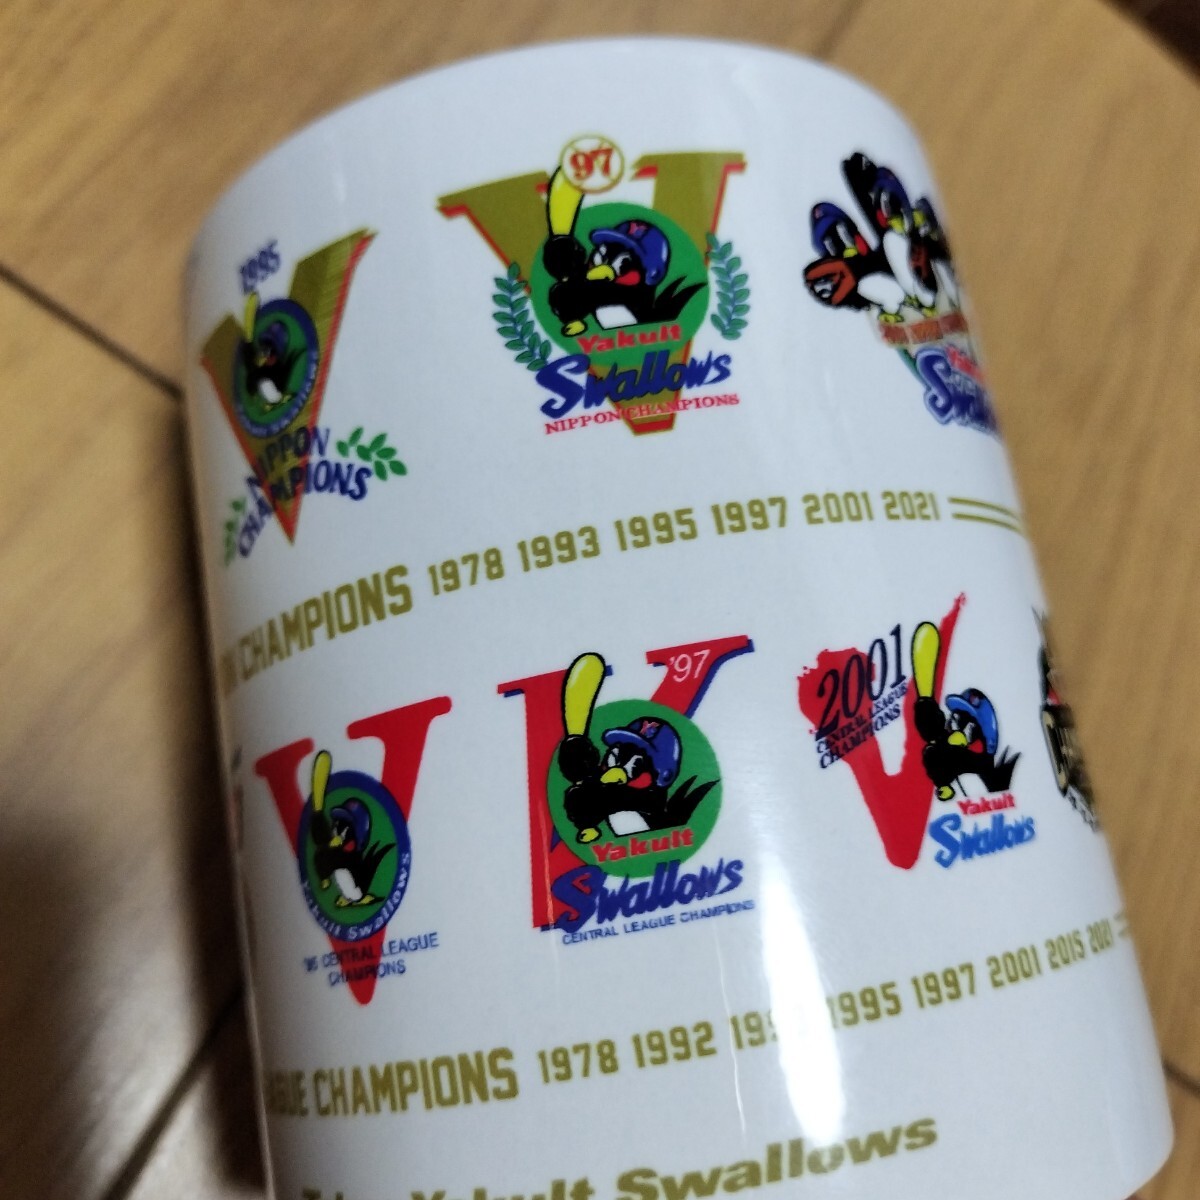 1995
NIPPON
CHAMPIONS
97
Yakult
Swallows
NIPPON CHAMPIONS
Yakult
Swallows
CHAMPIONS 1978 1993 1995 1997 2001 2021
Yakult Swallows
CENTRAL LEAGUE
CHAMPIONS
'97
Yakult
Swallows
CENTRAL LEAGUE CHAMPIONS
2001
CENTRAL LEAGUE
CHAMPIONS
Yakult
Swallows
CHAMPIONS 1978 1992 1995 1997 2001 2015 2021
Yakult Swallows